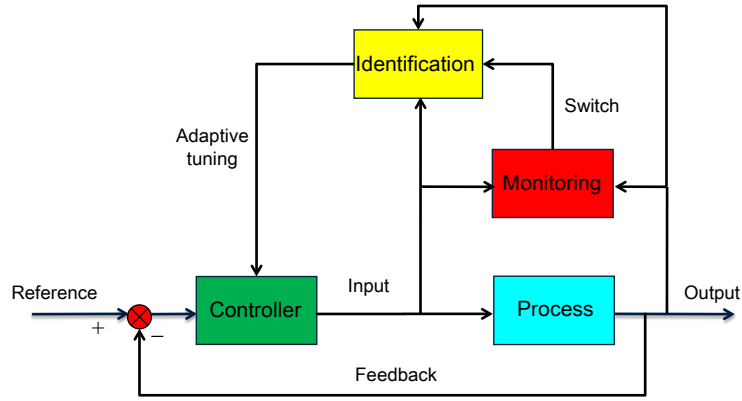 Identification
Switch
Adaptive
tuning
Monitoring
Reference
+
−
Controller
Input
Process
Output
Feedback